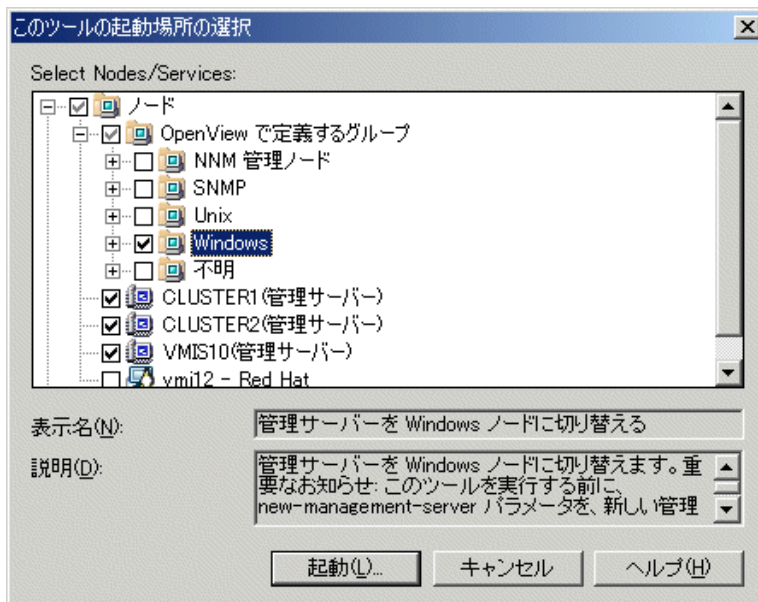 このツールの起動場所の選択
Select Nodes/Services:
ノード
OpenView で定義するグループ
NNM 管理ノード
SNMP
Unix
Windows
不明
CLUSTER1(管理サーバー)
CLUSTER2(管理サーバー)
VMIS10(管理サーバー)
vmi12 - Red Hat
表示名(N):
管理サーバーを Windows ノードに切り替える
説明(D):
管理サーバーを Windows ノードに切り替えます。重
要なお知らせ: このツールを実行する前に、
new-management-server パラメータを、新しい管理
起動(L)...
キャンセル
ヘルプ(H)